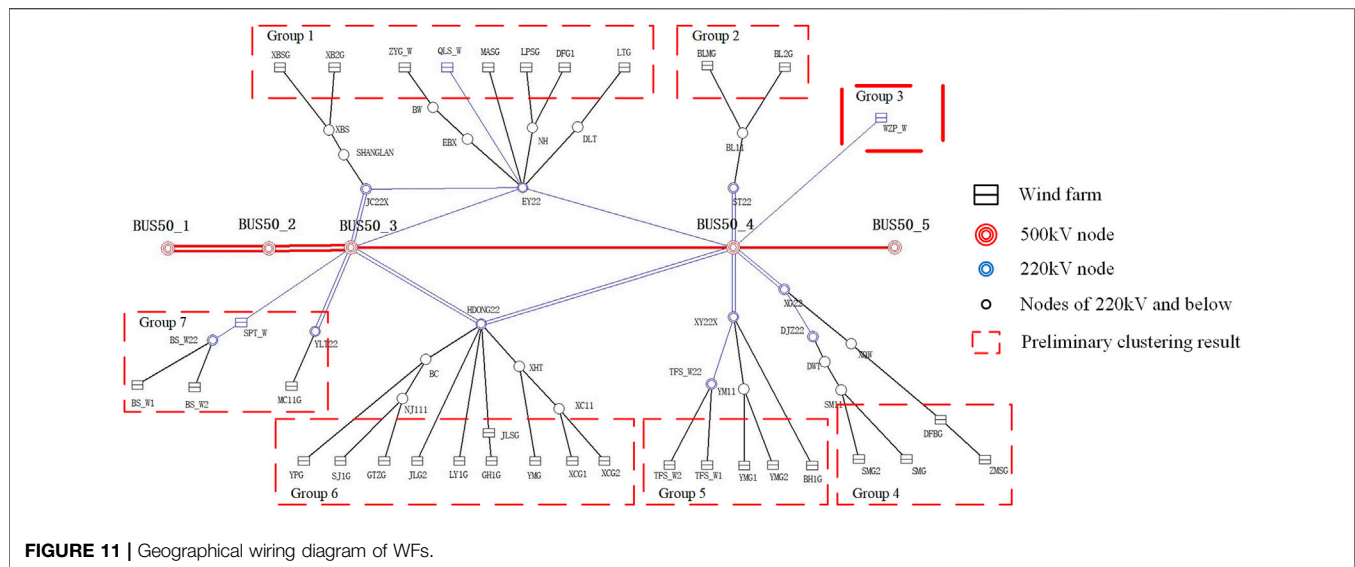 Group 1
Group 2
XBSG
XB2G
ZYG_W
QLS_W
MASG
LPSG
DFG1
LTG
BLMG
BL2G
Group 3
WZP_W
BW
XBS
EBX
NH
DLT
BL11
SHANGLAN
JC22X
EY22
ST22
Wind farm
BUS50_1
BUS50_2
BUS50_3
BUS50_4
BUS50_5
500kV node
220kV node
XG22
Nodes of 220kV and below
HDONG22
XY22X
Group 7
SPT_W
DJZ22
BS_W22
YLT22
XQW
Preliminary clustering result
BC
XHT
TFS_W22
YM11
DWT
BS_W1
BS_W2
MC11G
NJ111
XC11
SM11
JLSG
DFBG
YPG
SJ1G
GTZG
JLG2
LY1G
GH1G
YMG
XCG1
XCG2
TFS_W2
TFS_W1
YMG1
YMG2
BH1G
SMG2
SMG
ZMSG
Group 6
Group 5
Group 4
FIGURE 11 | Geographical wiring diagram of WFs.